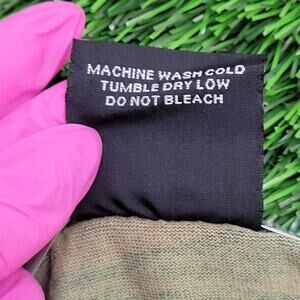 MACHINE WASH COLD
TUMBLE DRY LOW
DO NOT BLEACH